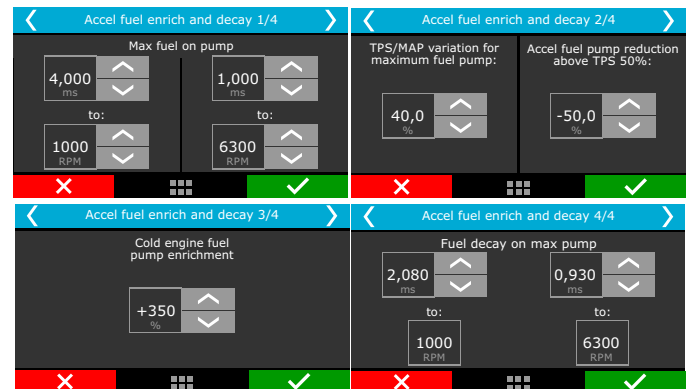 Accel fuel enrich and decay 1/4
Max fuel on pump
4,000
ms
1,000
ms
to:
to:
1000
RPM
6300
RPM
Accel fuel enrich and decay 2/4
TPS/MAP variation for
maximum fuel pump:
Accel fuel pump reduction
above TPS 50%:
40,0
%
-50,0
%
Accel fuel enrich and decay 3/4
Cold engine fuel
pump enrichment
+350
%
Accel fuel enrich and decay 4/4
Fuel decay on max pump
2,080
ms
0,930
ms
to:
to:
1000
RPM
6300
RPM